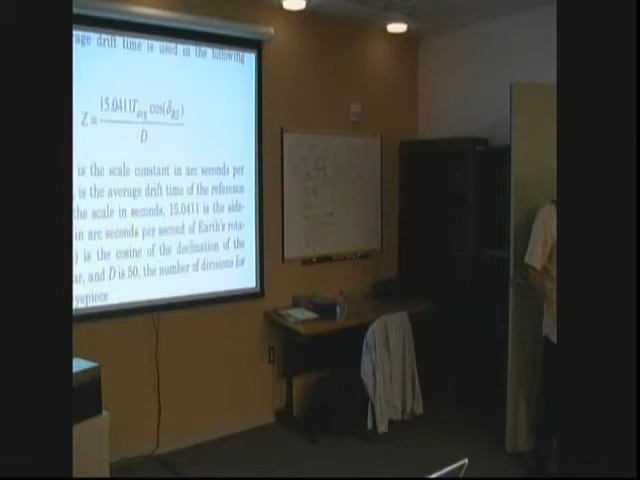 rage drift time is used in the following
Z = 15.0411T_avg cos(δ_RS) / D
is the scale constant in arc seconds per
is the average drift time of the reference
the scale in seconds, 15.0411 is the side-
in arc seconds per second of Earth's rota-
) is the cosine of the declination of the
ar, and D is 50, the number of divisions for
eyepiece